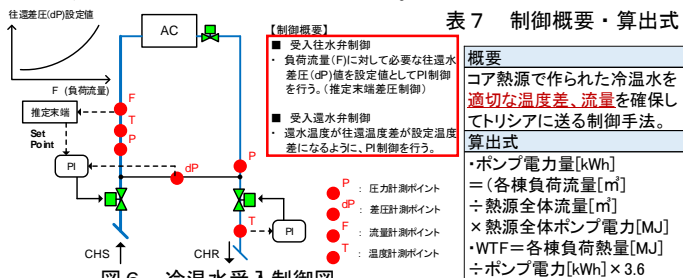 往還差圧(dP)設定値
F (負荷流量)
AC
推定末端
Set
Point
PI
F
T
P
dP
P
T
PI
CHS
CHR
【制御概要】
■ 受入往水弁制御
・ 負荷流量(F)に対して必要な往還水
差圧(dP)値を設定値としてPI制御
を行う。(推定末端差圧制御)
■ 受入還水弁制御
・ 還水温度が往還温度差が設定温度
差になるように、PI制御を行う。
P : 圧力計測ポイント
dP : 差圧計測ポイント
F : 流量計測ポイント
T : 温度計測ポイント
図6 冷温水受入制御図
表7 制御概要・算出式
概要
コア熱源で作られた冷温水を
適切な温度差、流量を確保し
てトリシアに送る制御手法。
算出式
・ポンプ電力量[kWh]
=(各棟負荷流量[㎥]
÷熱源全体流量[㎥]
×熱源全体ポンプ電力[MJ]
・WTF=各棟負荷熱量[MJ]
÷ポンプ電力[kWh]×3.6